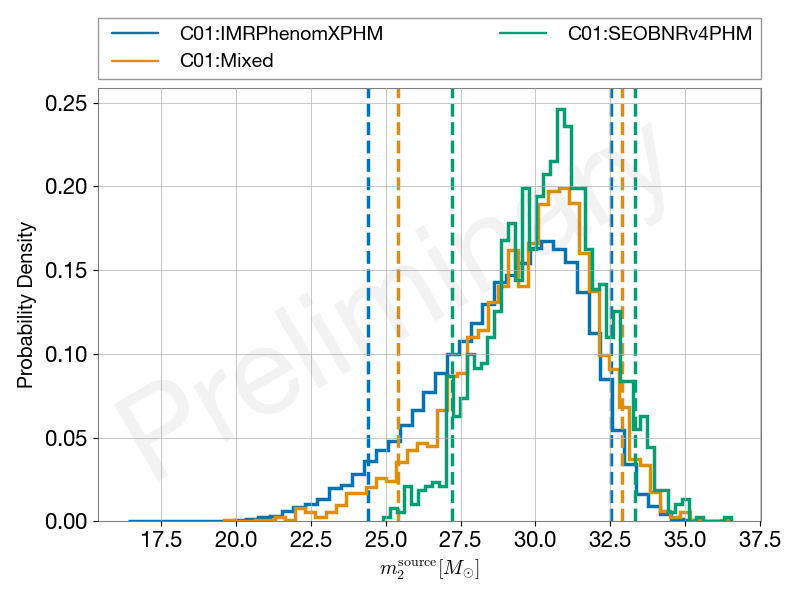 C01:IMRPhenomXPHM C01:SEOBNRv4PHM
C01:Mixed
Preliminary
Probability Density
0.25
0.20
0.15
0.10
0.05
0.00
17.5 20.0 22.5 25.0 27.5 30.0 32.5 35.0 37.5
m₂^source [M⊙]